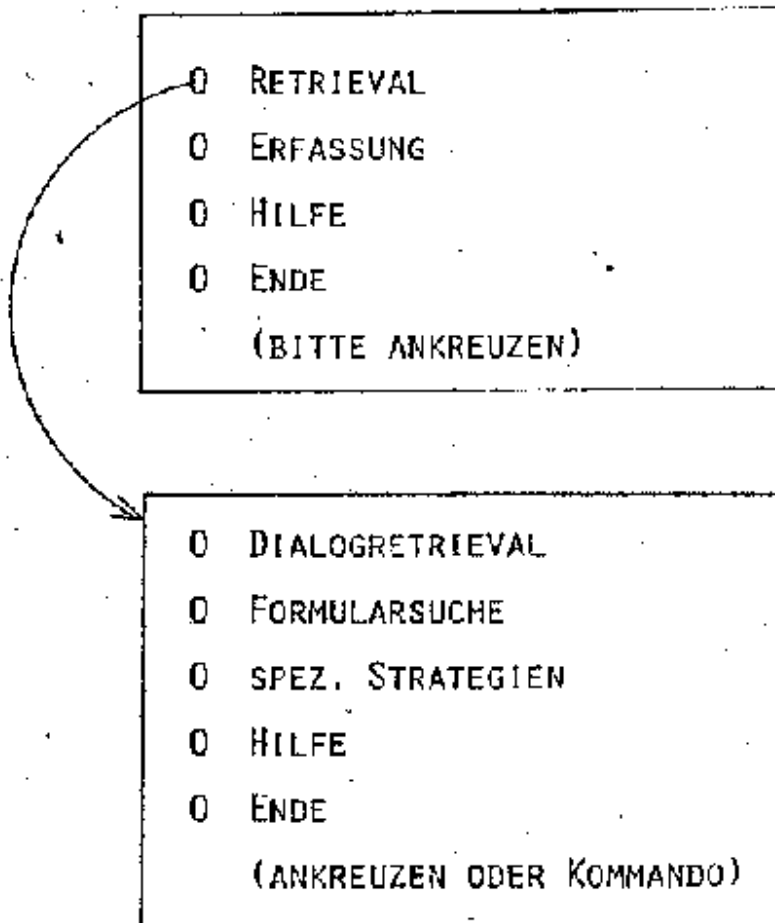 O RETRIEVAL
O ERFASSUNG
O HILFE
O ENDE
(BITTE ANKREUZEN)
O DIALOGRETRIEVAL
O FORMULARSUCHE
O SPEZ. STRATEGIEN
O HILFE
O ENDE
(ANKREUZEN ODER KOMMANDO)